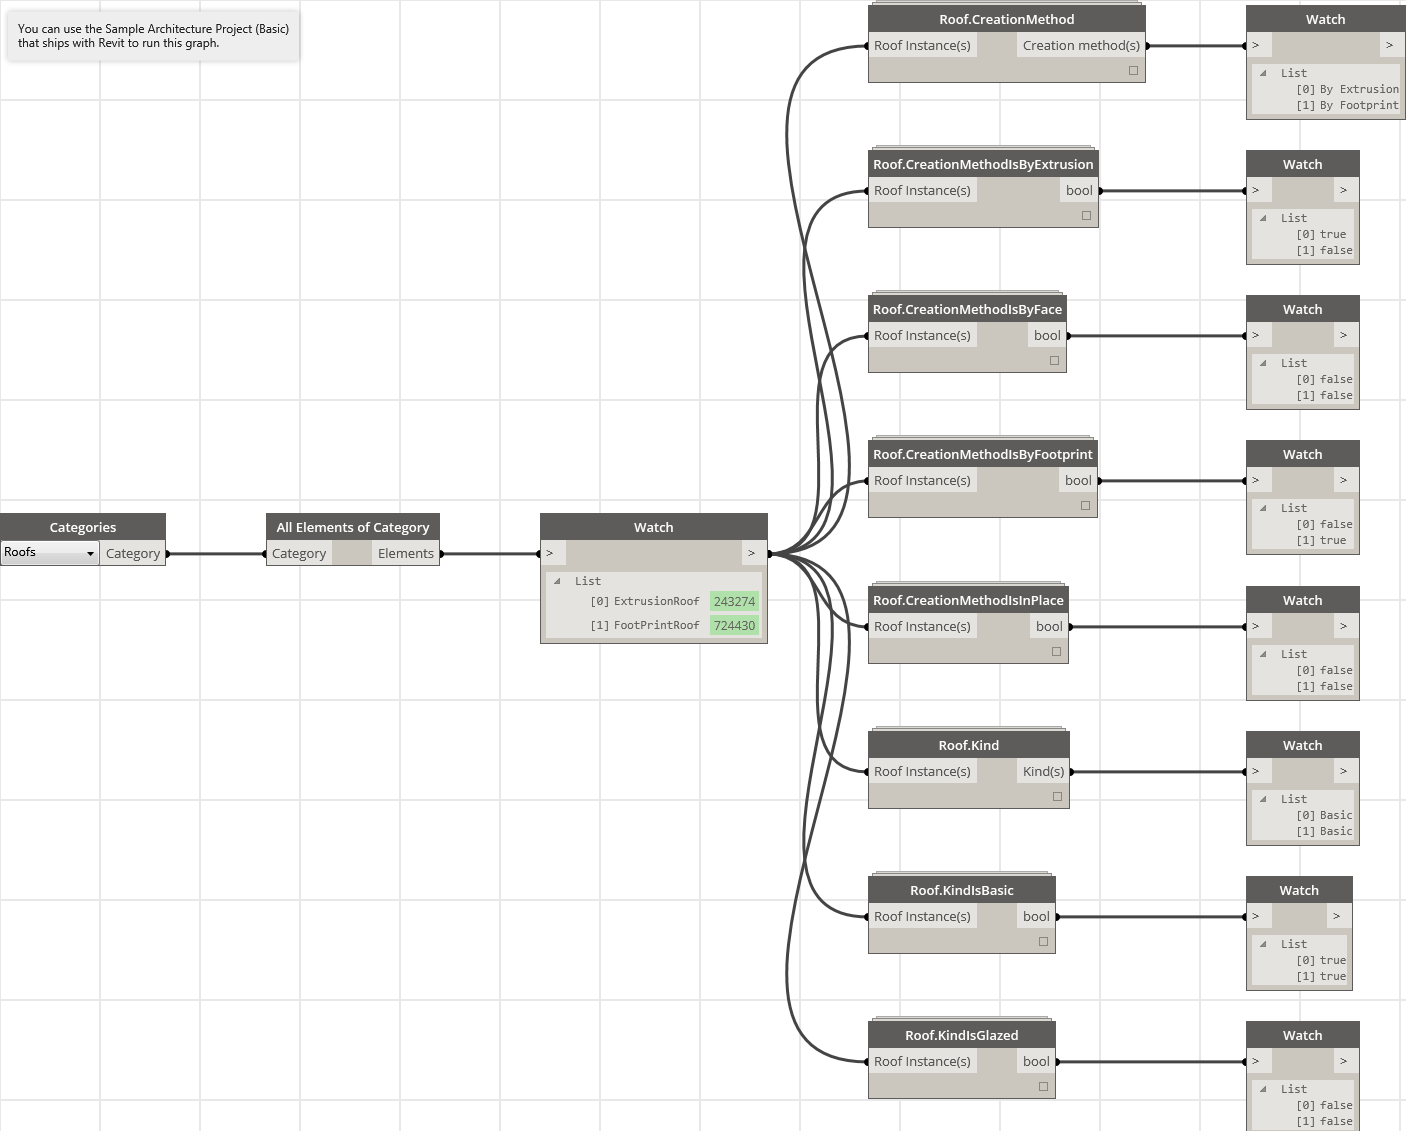 You can use the Sample Architecture Project (Basic)
that ships with Revit to run this graph.
Categories
Roofs
Category
All Elements of Category
Category Elements
Watch
> >
List
[0] ExtrusionRoof 243274
[1] FootPrintRoof 724430
Roof.CreationMethod
Roof Instance(s) Creation method(s)
Watch
> >
List
[0] By Extrusion
[1] By Footprint
Roof.CreationMethodIsByExtrusion
Roof Instance(s) bool
Watch
> >
List
[0] true
[1] false
Roof.CreationMethodIsByFace
Roof Instance(s) bool
Watch
> >
List
[0] false
[1] false
Roof.CreationMethodIsByFootprint
Roof Instance(s) bool
Watch
> >
List
[0] false
[1] true
Roof.CreationMethodIsInPlace
Roof Instance(s) bool
Watch
> >
List
[0] false
[1] false
Roof.Kind
Roof Instance(s) Kind(s)
Watch
> >
List
[0] Basic
[1] Basic
Roof.KindIsBasic
Roof Instance(s) bool
Watch
> >
List
[0] true
[1] true
Roof.KindIsGlazed
Roof Instance(s) bool
Watch
> >
List
[0] false
[1] false